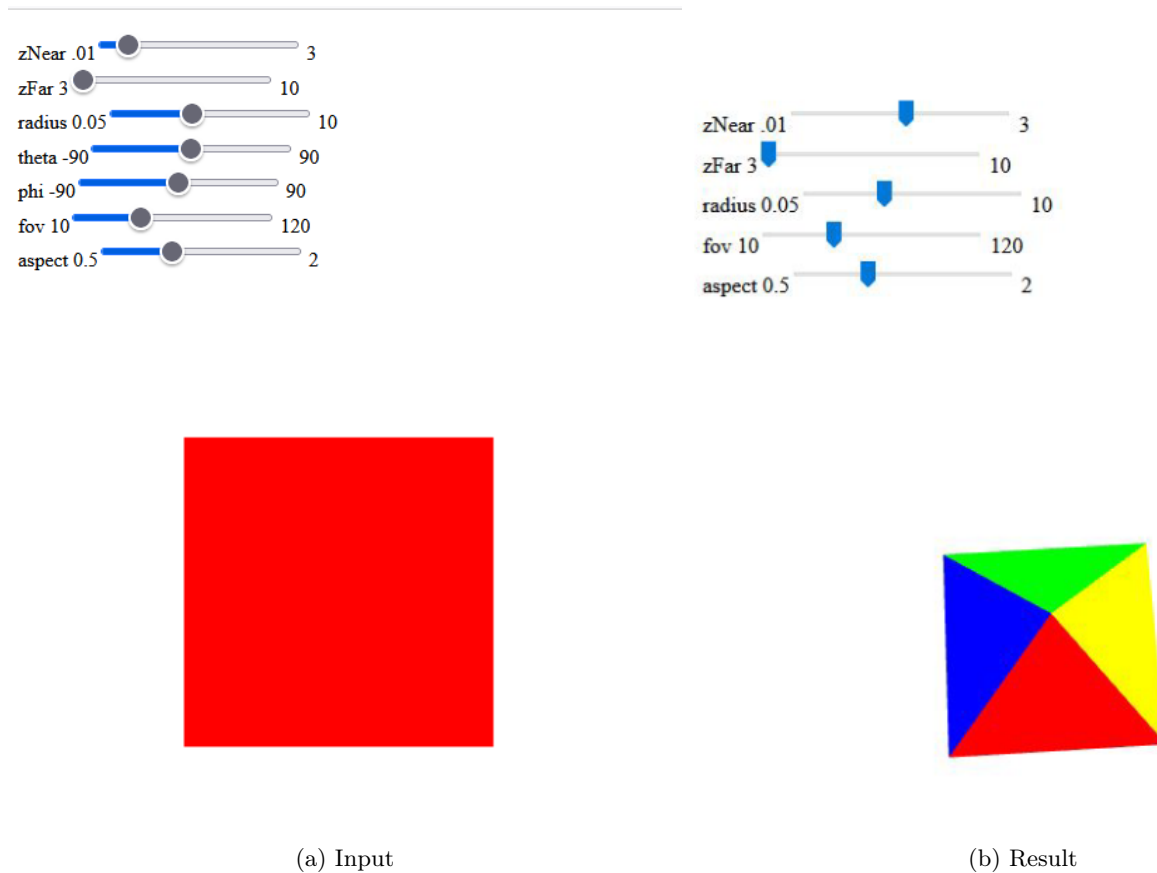 zNear .01 3
zFar 3 10
radius 0.05 10
theta -90 90
phi -90 90
fov 10 120
aspect 0.5 2
(a) Input
zNear .01 3
zFar 3 10
radius 0.05 10
fov 10 120
aspect 0.5 2
(b) Result